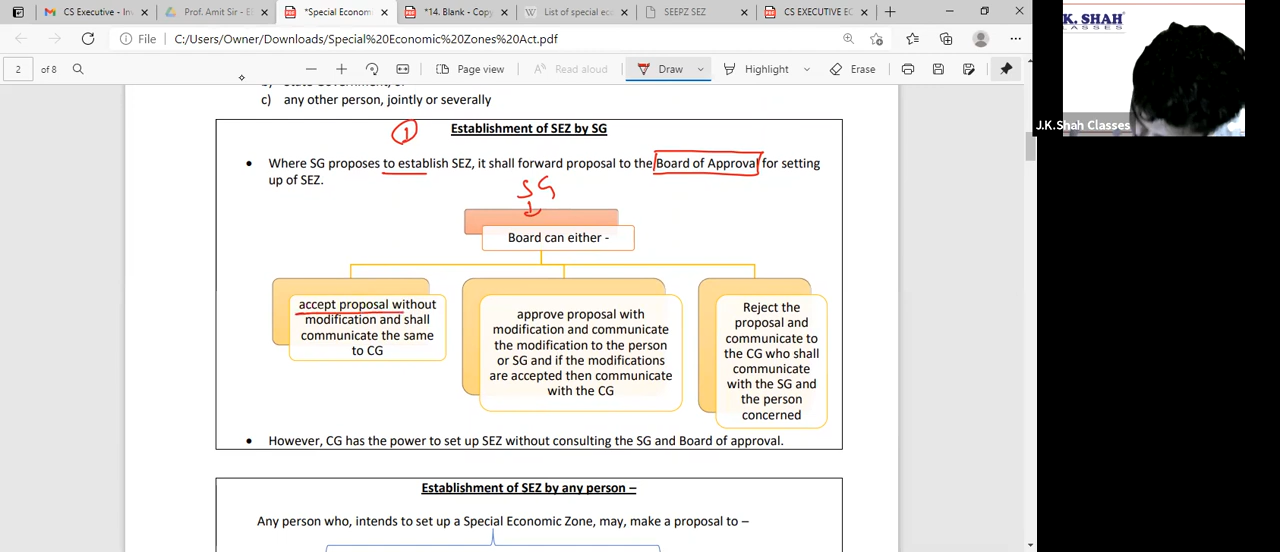 CS Executive - Inv
Prof. Amit Sir - E
*Special Economi
*14. Blank - Copy
List of special eco
SEEPZ SEZ
CS EXECUTIVE EC
File
C:/Users/Owner/Downloads/Special%20Economic%20Zones%20Act.pdf
2 of 8
Page view
Read aloud
Draw
Highlight
Erase
c) any other person, jointly or severally
1
Establishment of SEZ by SG
• Where SG proposes to establish SEZ, it shall forward proposal to the Board of Approval for setting
up of SEZ.
SG
Board can either -
accept proposal without
modification and shall
communicate the same
to CG
approve proposal with
modification and communicate
the modification to the person
or SG and if the modifications
are accepted then communicate
with the CG
Reject the
proposal and
communicate to
the CG who shall
communicate
with the SG and
the person
concerned
• However, CG has the power to set up SEZ without consulting the SG and Board of approval.
Establishment of SEZ by any person –
Any person who, intends to set up a Special Economic Zone, may, make a proposal to –
K. SHAH
CLASSES
J.K.Shah Classes